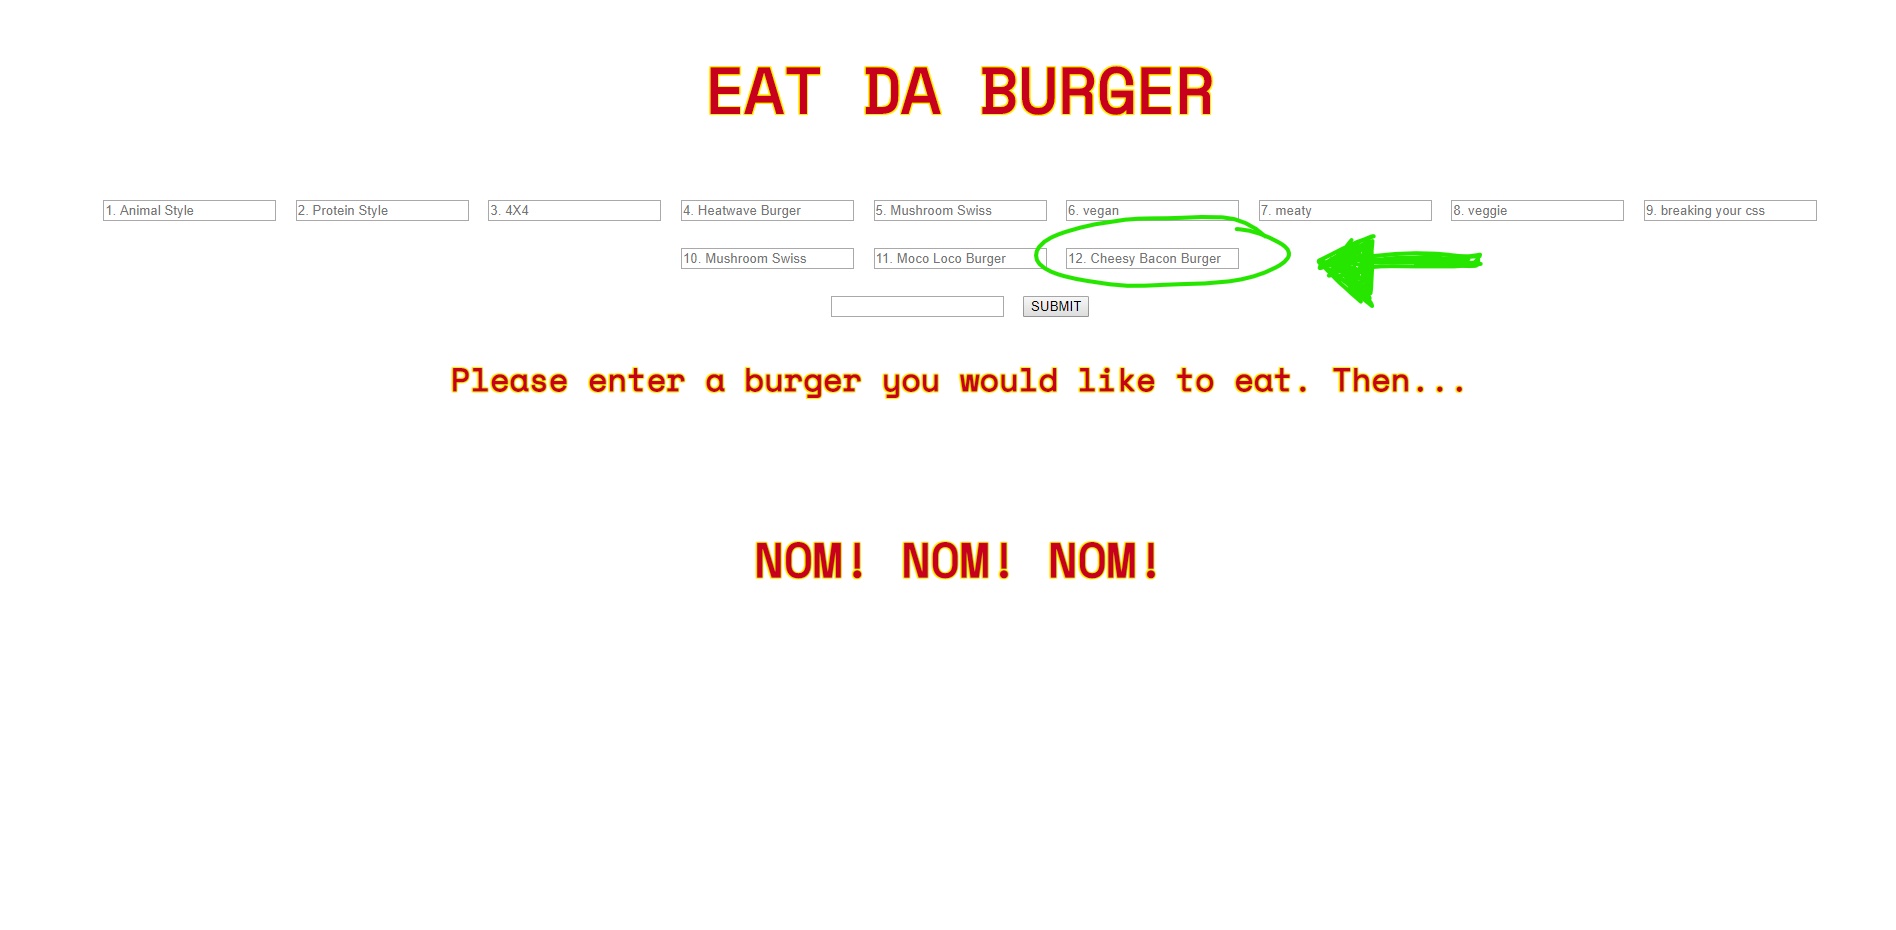 EAT DA BURGER
1. Animal Style 2. Protein Style 3. 4X4 4. Heatwave Burger 5. Mushroom Swiss 6. vegan 7. meaty 8. veggie 9. breaking your css
10. Mushroom Swiss 11. Moco Loco Burger 12. Cheesy Bacon Burger
SUBMIT
Please enter a burger you would like to eat. Then...
NOM! NOM! NOM!